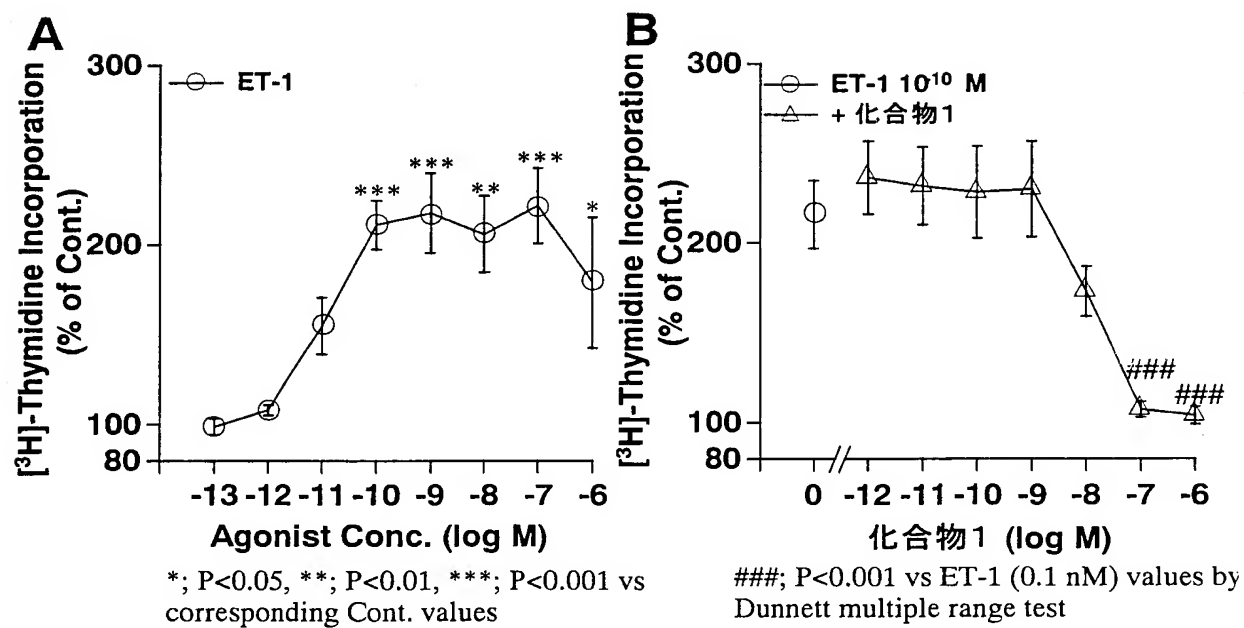 A
[³H]-Thymidine Incorporation
(% of Cont.)
300
200
100
80
ET-1
***
***
**
***
*
-13 -12 -11 -10 -9 -8 -7 -6
Agonist Conc. (log M)
*; P<0.05, **; P<0.01, ***; P<0.001 vs
corresponding Cont. values
B
[³H]-Thymidine Incorporation
(% of Cont.)
300
200
100
80
ET-1 10⁻¹⁰ M
+ 化合物1
###
###
0 -12 -11 -10 -9 -8 -7 -6
化合物1 (log M)
###; P<0.001 vs ET-1 (0.1 nM) values by
Dunnett multiple range test